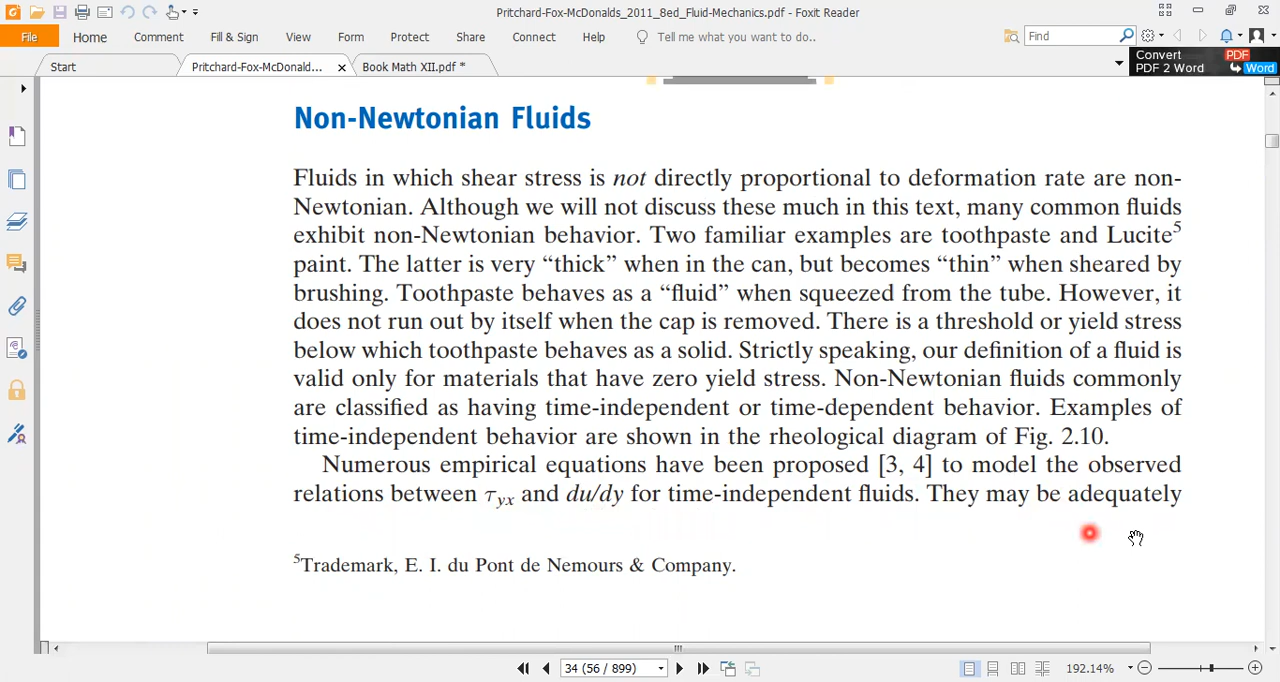 Pritchard-Fox-McDonalds_2011_8ed_Fluid-Mechanics.pdf - Foxit Reader
File Home Comment Fill & Sign View Form Protect Share Connect Help Tell me what you want to do.. Find
Start Pritchard-Fox-McDonald... Book Math XII.pdf *
Convert PDF
PDF 2 Word Word
Non-Newtonian Fluids
Fluids in which shear stress is not directly proportional to deformation rate are non-
Newtonian. Although we will not discuss these much in this text, many common fluids
exhibit non-Newtonian behavior. Two familiar examples are toothpaste and Lucite⁵
paint. The latter is very “thick” when in the can, but becomes “thin” when sheared by
brushing. Toothpaste behaves as a “fluid” when squeezed from the tube. However, it
does not run out by itself when the cap is removed. There is a threshold or yield stress
below which toothpaste behaves as a solid. Strictly speaking, our definition of a fluid is
valid only for materials that have zero yield stress. Non-Newtonian fluids commonly
are classified as having time-independent or time-dependent behavior. Examples of
time-independent behavior are shown in the rheological diagram of Fig. 2.10.
Numerous empirical equations have been proposed [3, 4] to model the observed
relations between τyx and du/dy for time-independent fluids. They may be adequately
⁵Trademark, E. I. du Pont de Nemours & Company.
34 (56 / 899) 192.14%